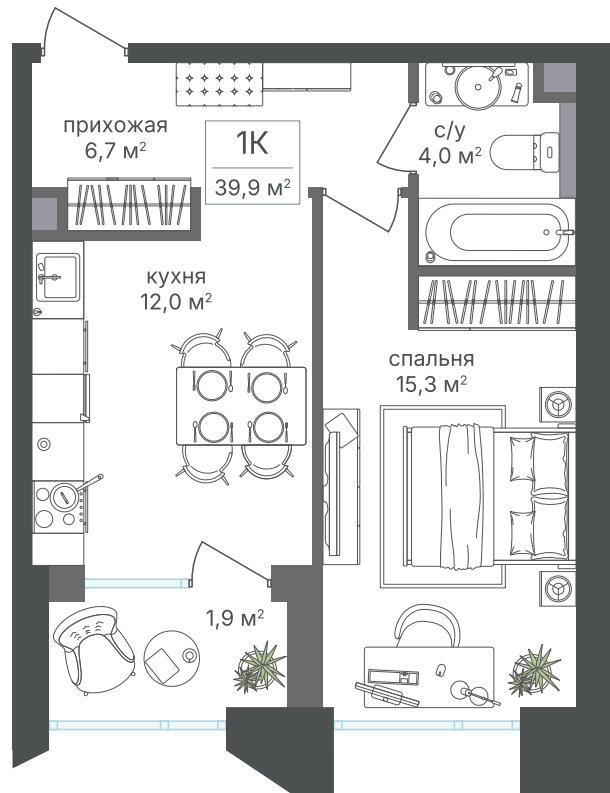 прихожая
6,7 м²
1К
39,9 м²
с/у
4,0 м²
кухня
12,0 м²
спальня
15,3 м²
1,9 м²